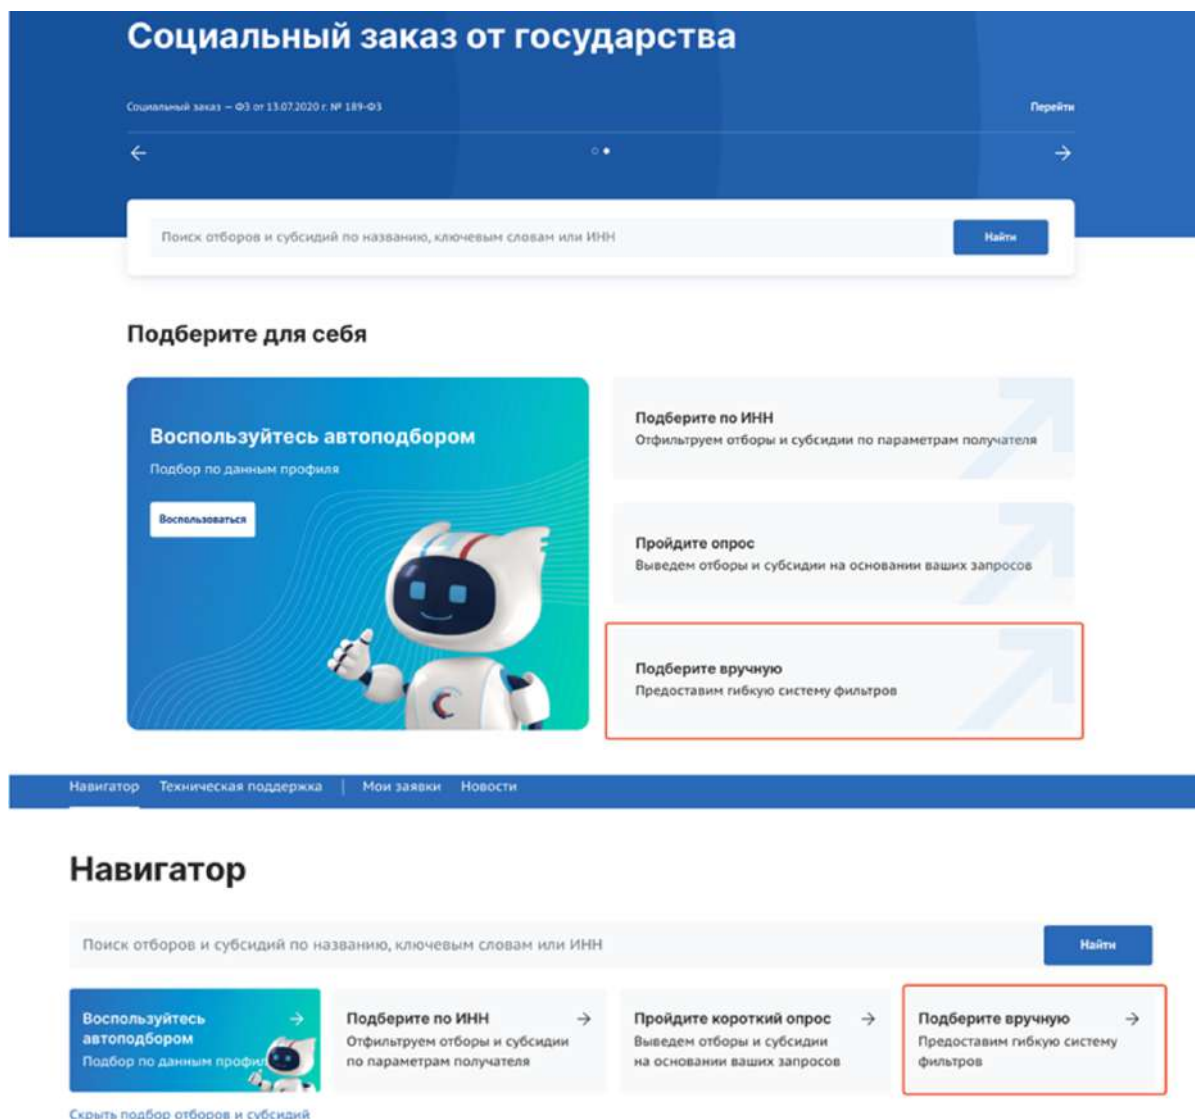 Социальный заказ от государства
Социальный заказ — ФЗ от 13.07.2020 г. № 189-ФЗ
Перейти
Поиск отборов и субсидий по названию, ключевым словам или ИНН
Найти
Подберите для себя
Воспользуйтесь автоподбором
Подбор по данным профиля
Воспользоваться
Подберите по ИНН
Отфильтруем отборы и субсидии по параметрам получателя
Пройдите опрос
Выведем отборы и субсидии на основании ваших запросов
Подберите вручную
Предоставим гибкую систему фильтров
Навигатор Техническая поддержка | Мои заявки Новости
Навигатор
Поиск отборов и субсидий по названию, ключевым словам или ИНН
Найти
Воспользуйтесь
автоподбором
Подбор по данным профи
Подберите по ИНН
Отфильтруем отборы и субсидии
по параметрам получателя
Пройдите короткий опрос
Выведем отборы и субсидии
на основании ваших запросов
Подберите вручную
Предоставим гибкую систему
фильтров
Скрыть подбор отборов и субсидий